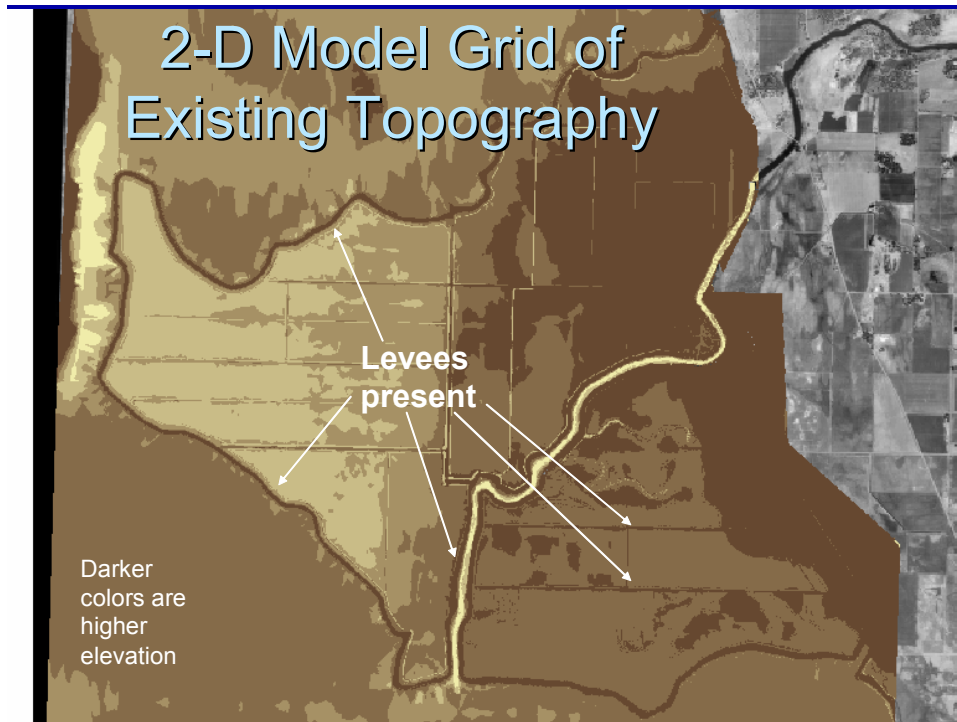 2-D Model Grid of
Existing Topography
Levees
present
Darker
colors are
higher
elevation